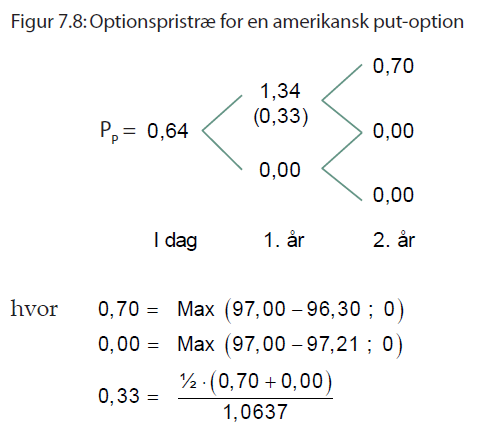 Figur 7.8: Optionspristræ for en amerikansk put-option
0,70
1,34
(0,33)
P_p = 0,64
0,00
0,00
0,00
I dag 1. år 2. år
hvor 0,70 = Max (97,00 – 96,30 ; 0)
0,00 = Max (97,00 – 97,21 ; 0)
0,33 = ½ · (0,70 + 0,00) / 1,0637